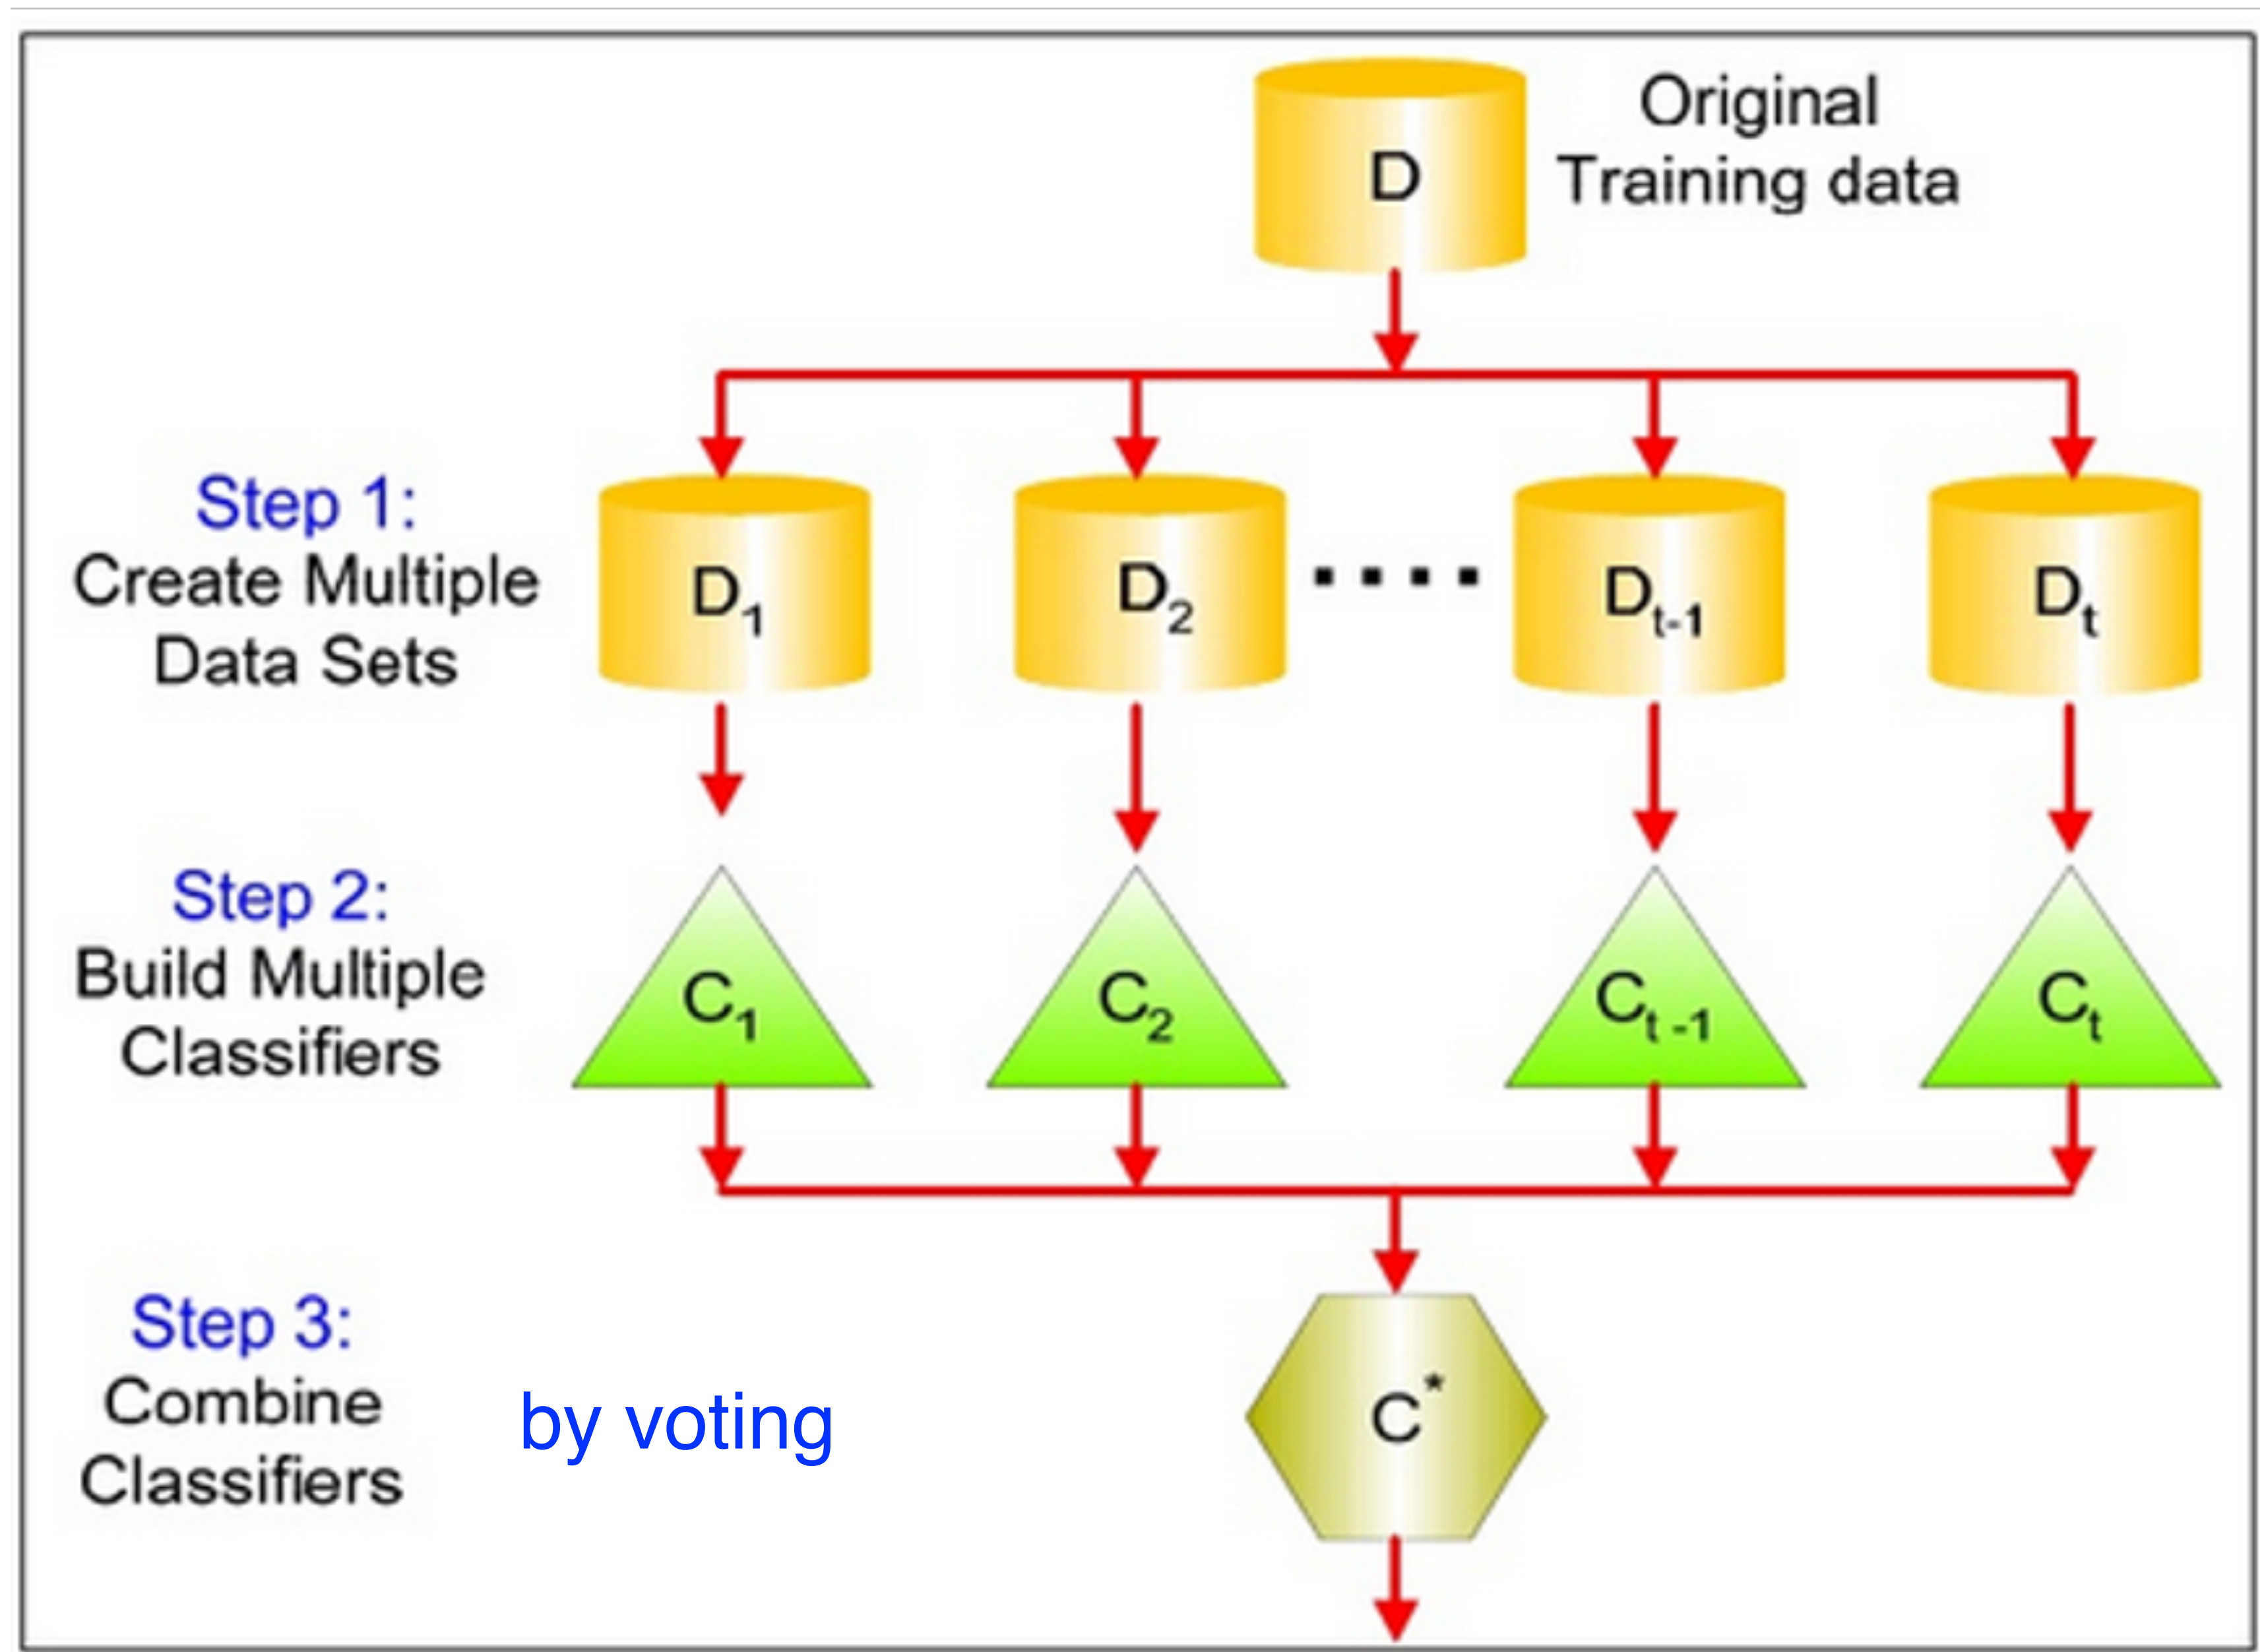 D
Original
Training data
Step 1:
Create Multiple
Data Sets
D1
D2
....
Dt-1
Dt
Step 2:
Build Multiple
Classifiers
C1
C2
Ct -1
Ct
Step 3:
Combine
Classifiers
by voting
C*